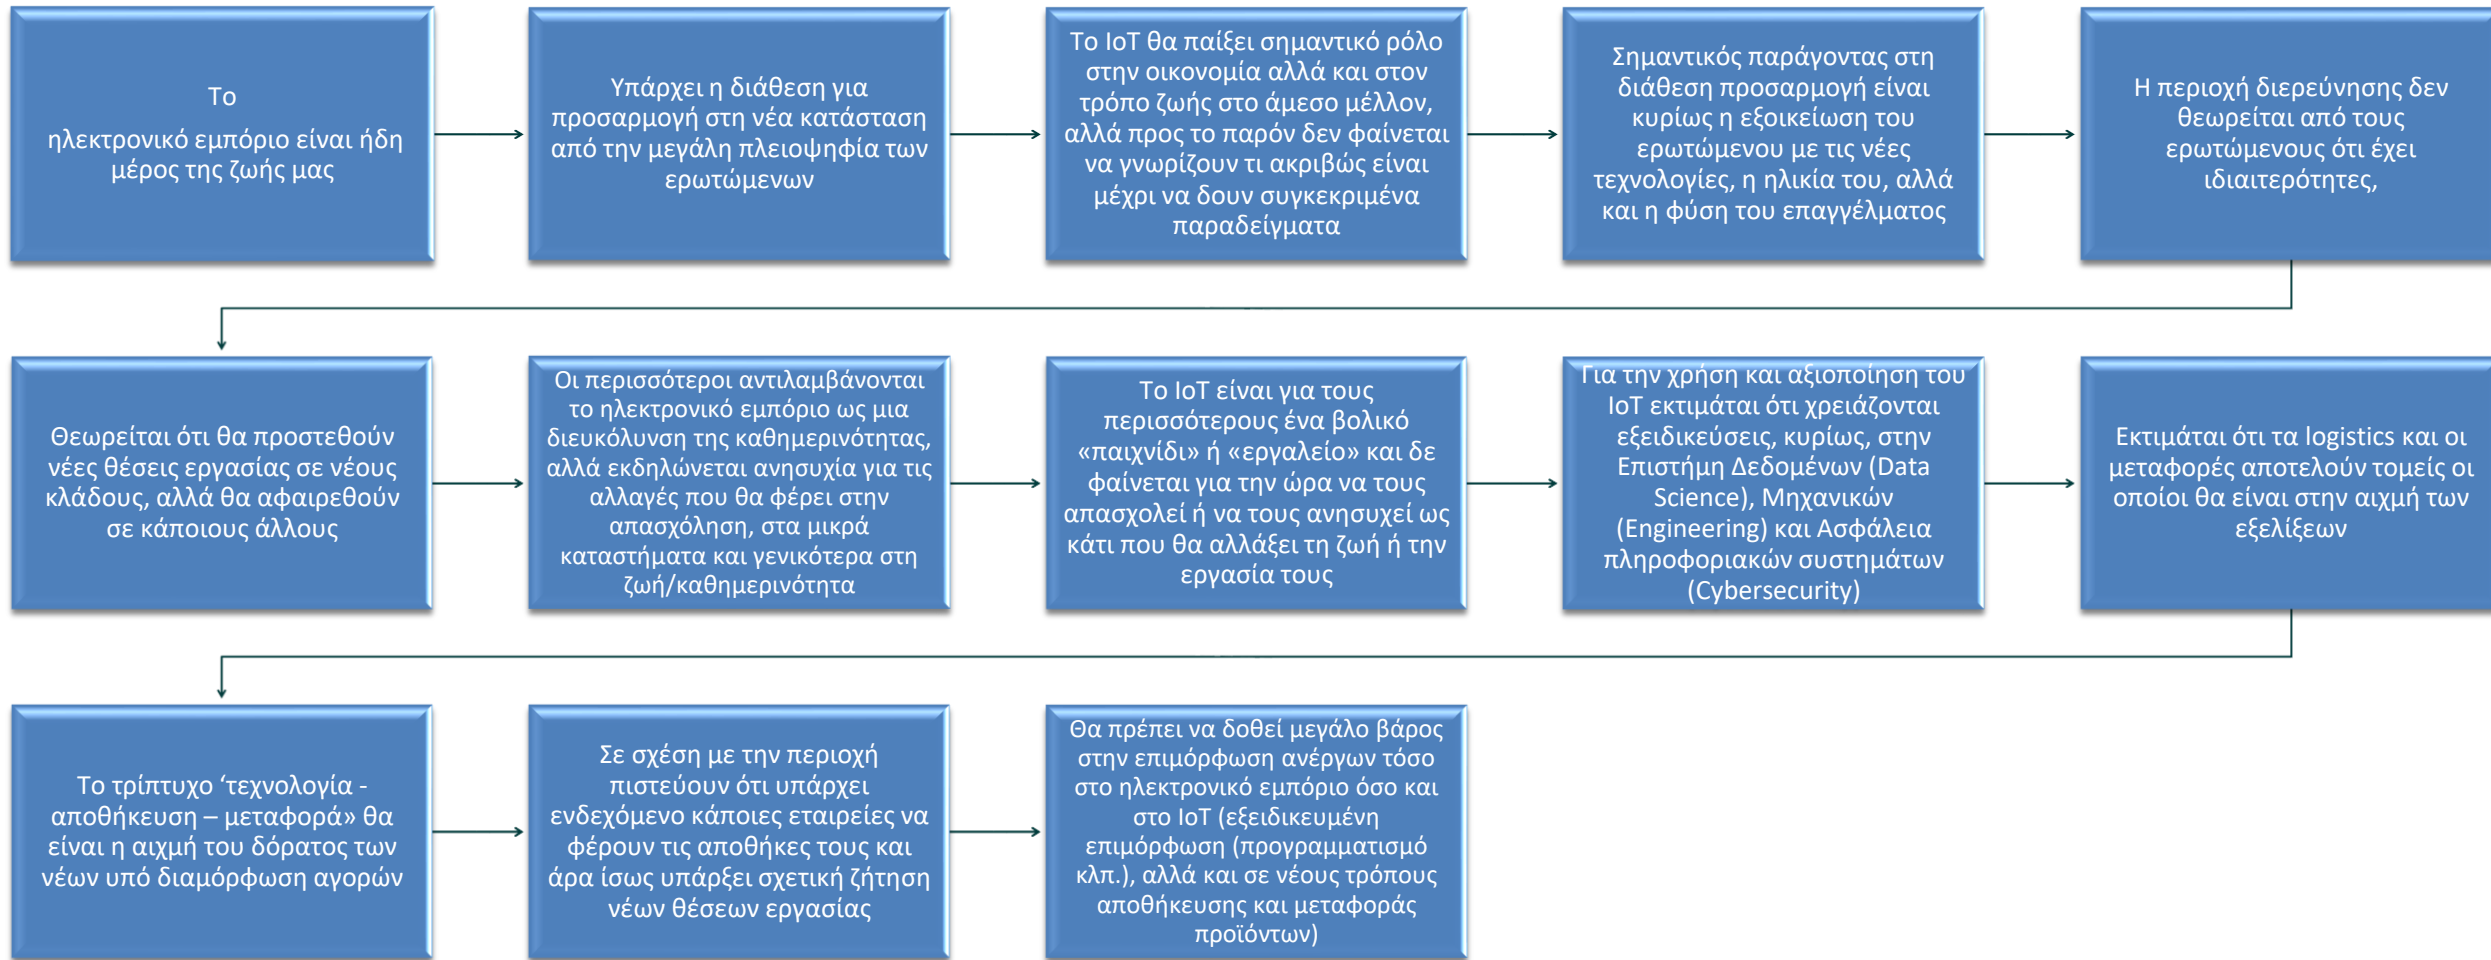 Το
ηλεκτρονικό εμπόριο είναι ήδη
μέρος της ζωής μας
Υπάρχει η διάθεση για
προσαρμογή στη νέα κατάσταση
από την μεγάλη πλειοψηφία των
ερωτώμενων
Το IoT θα παίξει σημαντικό ρόλο
στην οικονομία αλλά και στον
τρόπο ζωής στο άμεσο μέλλον,
αλλά προς το παρόν δεν φαίνεται
να γνωρίζουν τι ακριβώς είναι
μέχρι να δουν συγκεκριμένα
παραδείγματα
Σημαντικός παράγοντας στη
διάθεση προσαρμογή είναι
κυρίως η εξοικείωση του
ερωτώμενου με τις νέες
τεχνολογίες, η ηλικία του, αλλά
και η φύση του επαγγέλματος
Η περιοχή διερεύνησης δεν
θεωρείται από τους
ερωτώμενους ότι έχει
ιδιαιτερότητες,
Θεωρείται ότι θα προστεθούν
νέες θέσεις εργασίας σε νέους
κλάδους, αλλά θα αφαιρεθούν
σε κάποιους άλλους
Οι περισσότεροι αντιλαμβάνονται
το ηλεκτρονικό εμπόριο ως μια
διευκόλυνση της καθημερινότητας,
αλλά εκδηλώνεται ανησυχία για τις
αλλαγές που θα φέρει στην
απασχόληση, στα μικρά
καταστήματα και γενικότερα στη
ζωή/καθημερινότητα
Το IoT είναι για τους
περισσότερους ένα βολικό
«παιχνίδι» ή «εργαλείο» και δε
φαίνεται για την ώρα να τους
απασχολεί ή να τους ανησυχεί ως
κάτι που θα αλλάξει τη ζωή ή την
εργασία τους
Για την χρήση και αξιοποίηση του
IoT εκτιμάται ότι χρειάζονται
εξειδικεύσεις, κυρίως, στην
Επιστήμη Δεδομένων (Data
Science), Μηχανικών
(Engineering) και Ασφάλεια
πληροφοριακών συστημάτων
(Cybersecurity)
Εκτιμάται ότι τα logistics και οι
μεταφορές αποτελούν τομείς οι
οποίοι θα είναι στην αιχμή των
εξελίξεων
Το τρίπτυχο ‘τεχνολογία -
αποθήκευση – μεταφορά» θα
είναι η αιχμή του δόρατος των
νέων υπό διαμόρφωση αγορών
Σε σχέση με την περιοχή
πιστεύουν ότι υπάρχει
ενδεχόμενο κάποιες εταιρείες να
φέρουν τις αποθήκες τους και
άρα ίσως υπάρξει σχετική ζήτηση
νέων θέσεων εργασίας
Θα πρέπει να δοθεί μεγάλο βάρος
στην επιμόρφωση ανέργων τόσο
στο ηλεκτρονικό εμπόριο όσο και
στο IoT (εξειδικευμένη
επιμόρφωση (προγραμματισμό
κλπ.), αλλά και σε νέους τρόπους
αποθήκευσης και μεταφοράς
προϊόντων)